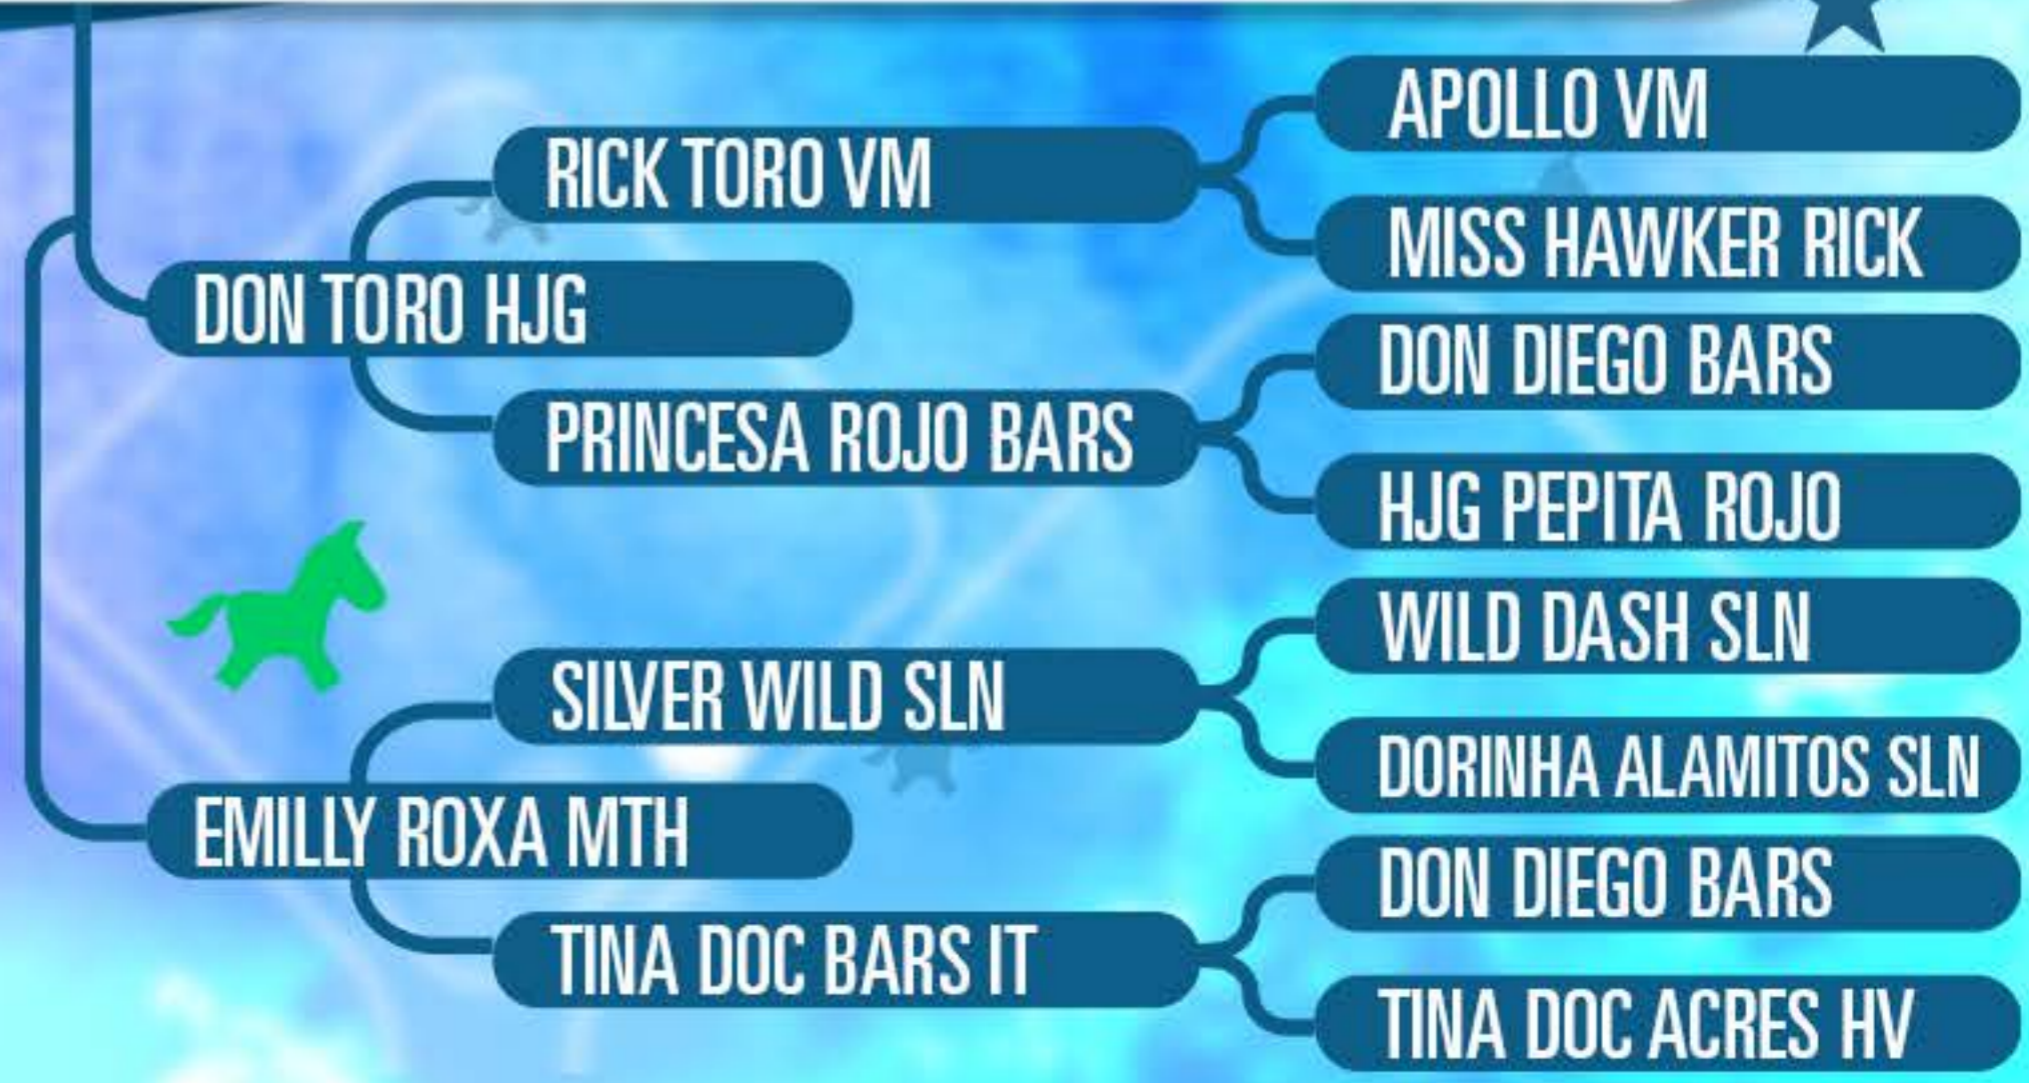 APOLLO VM
RICK TORO VM
MISS HAWKER RICK
DON TORO HJG
DON DIEGO BARS
PRINCESA ROJO BARS
HJG PEPITA ROJO
WILD DASH SLN
SILVER WILD SLN
DORINHA ALAMITOS SLN
EMILLY ROXA MTH
DON DIEGO BARS
TINA DOC BARS IT
TINA DOC ACRES HV